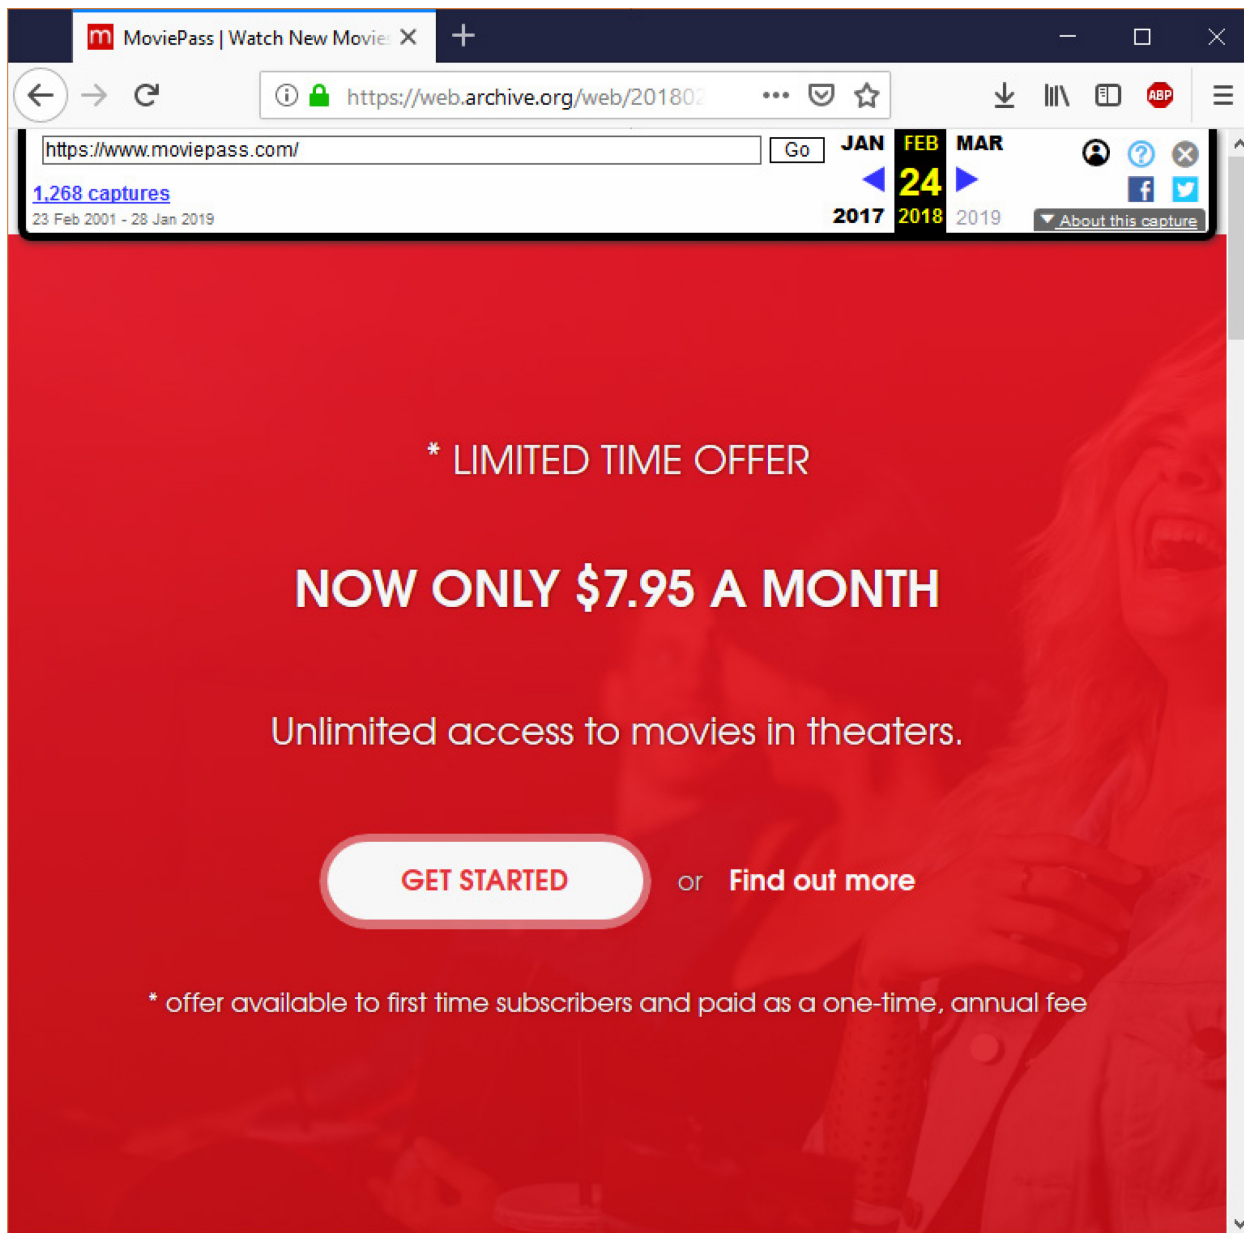 m MoviePass | Watch New Movie
https://web.archive.org/web/201802
ABP
https://www.moviepass.com/ Go JAN FEB MAR
1,268 captures 24
23 Feb 2001 - 28 Jan 2019 2017 2018 2019 About this capture
* LIMITED TIME OFFER
NOW ONLY $7.95 A MONTH
Unlimited access to movies in theaters.
GET STARTED or Find out more
* offer available to first time subscribers and paid as a one-time, annual fee